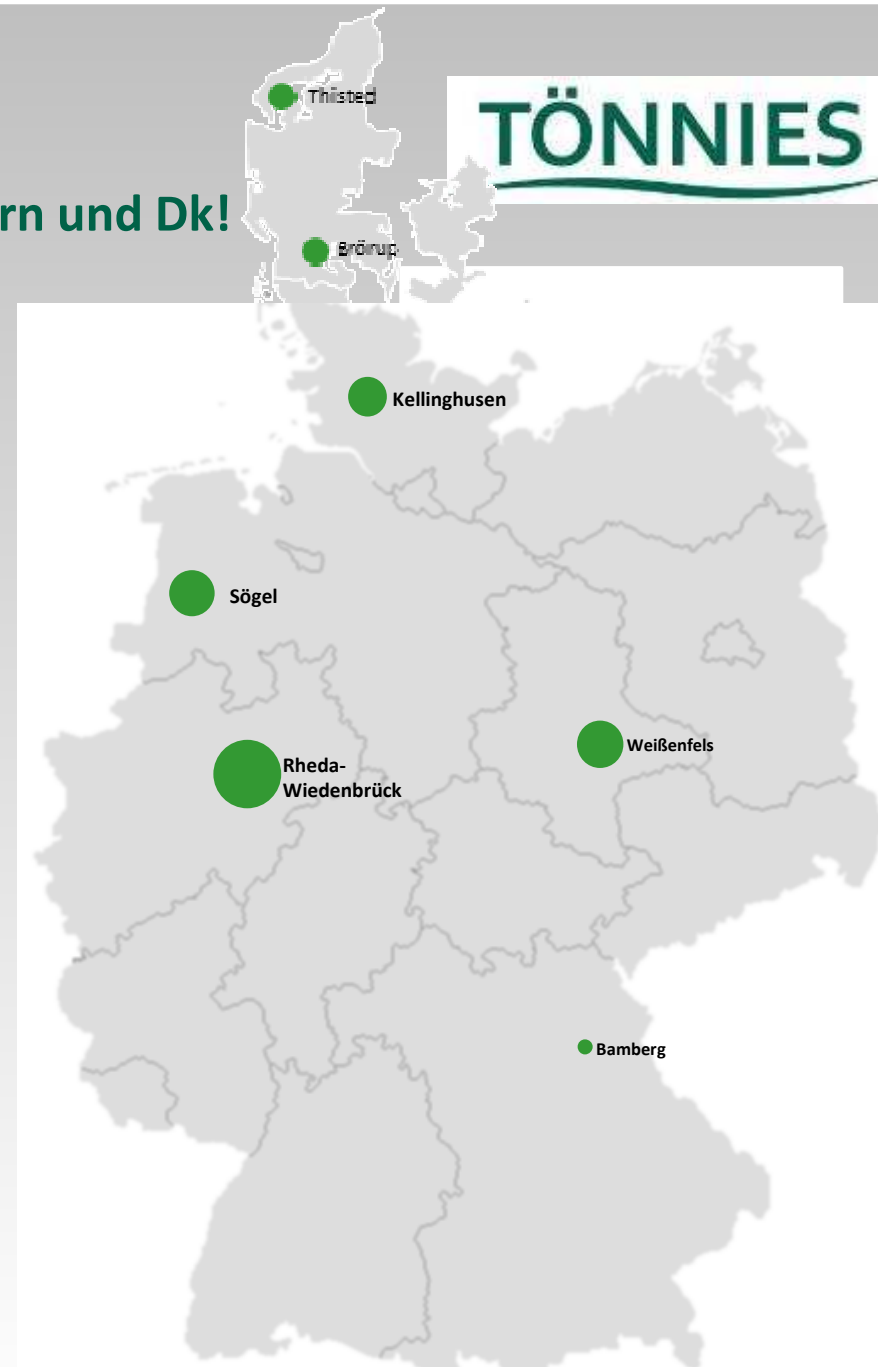 Thisted
TÖNNIES
rn und Dk!
Brörup
Kellinghusen
Sögel
Weißenfels
Rheda-
Wiedenbrück
Bamberg